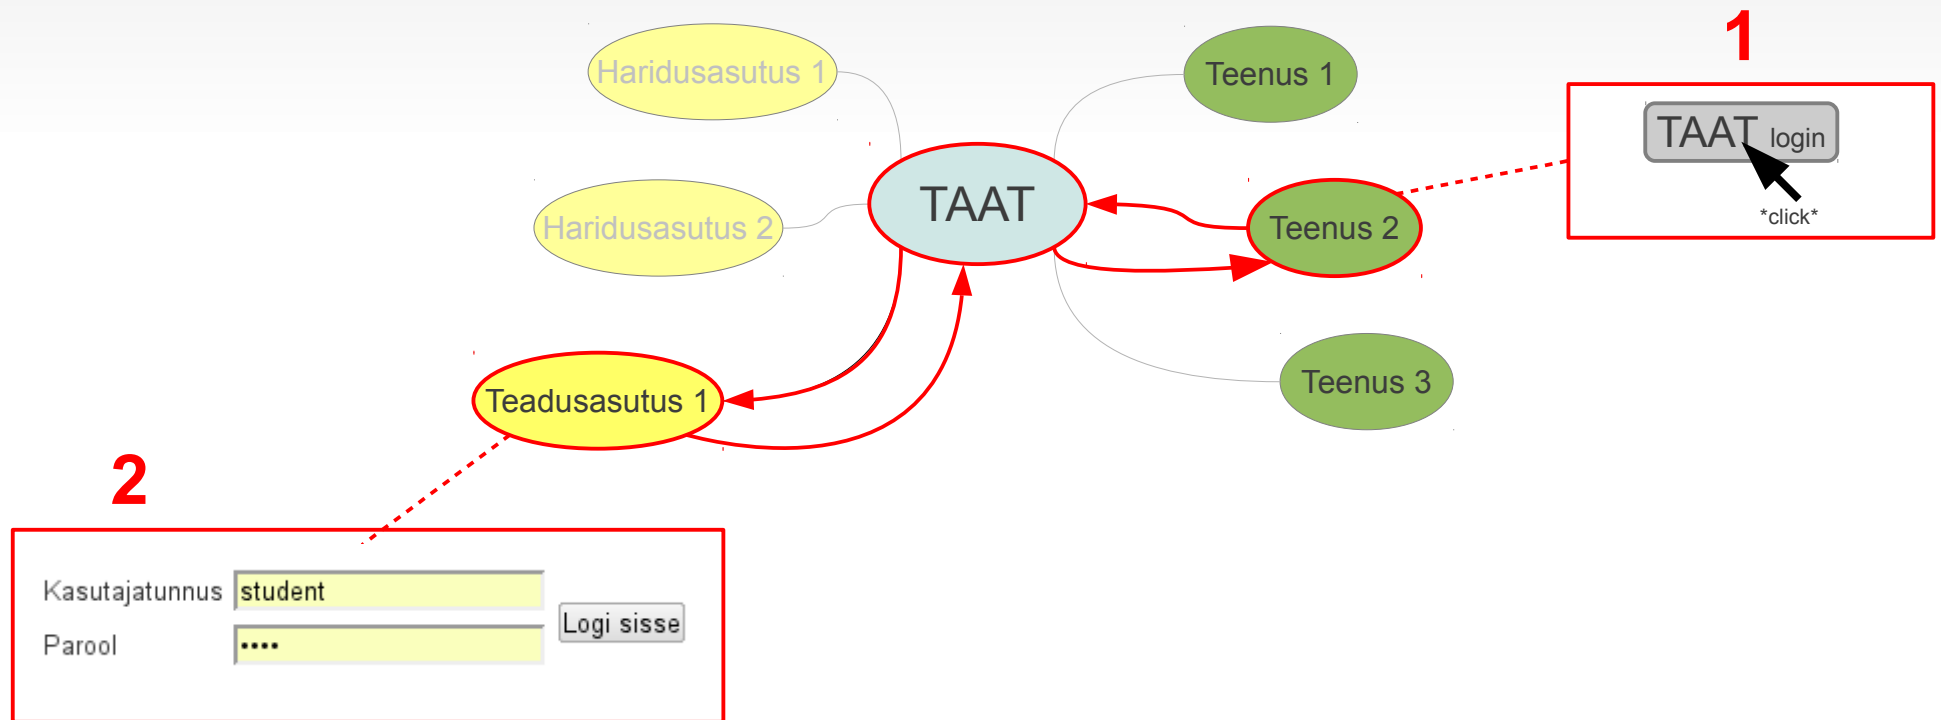 1
Haridusasutus 1
Teenus 1
TAAT login
*click*
TAAT
Haridusasutus 2
Teenus 2
Teenus 3
Teadusasutus 1
2
Kasutajatunnus student
Logi sisse
Parool ••••